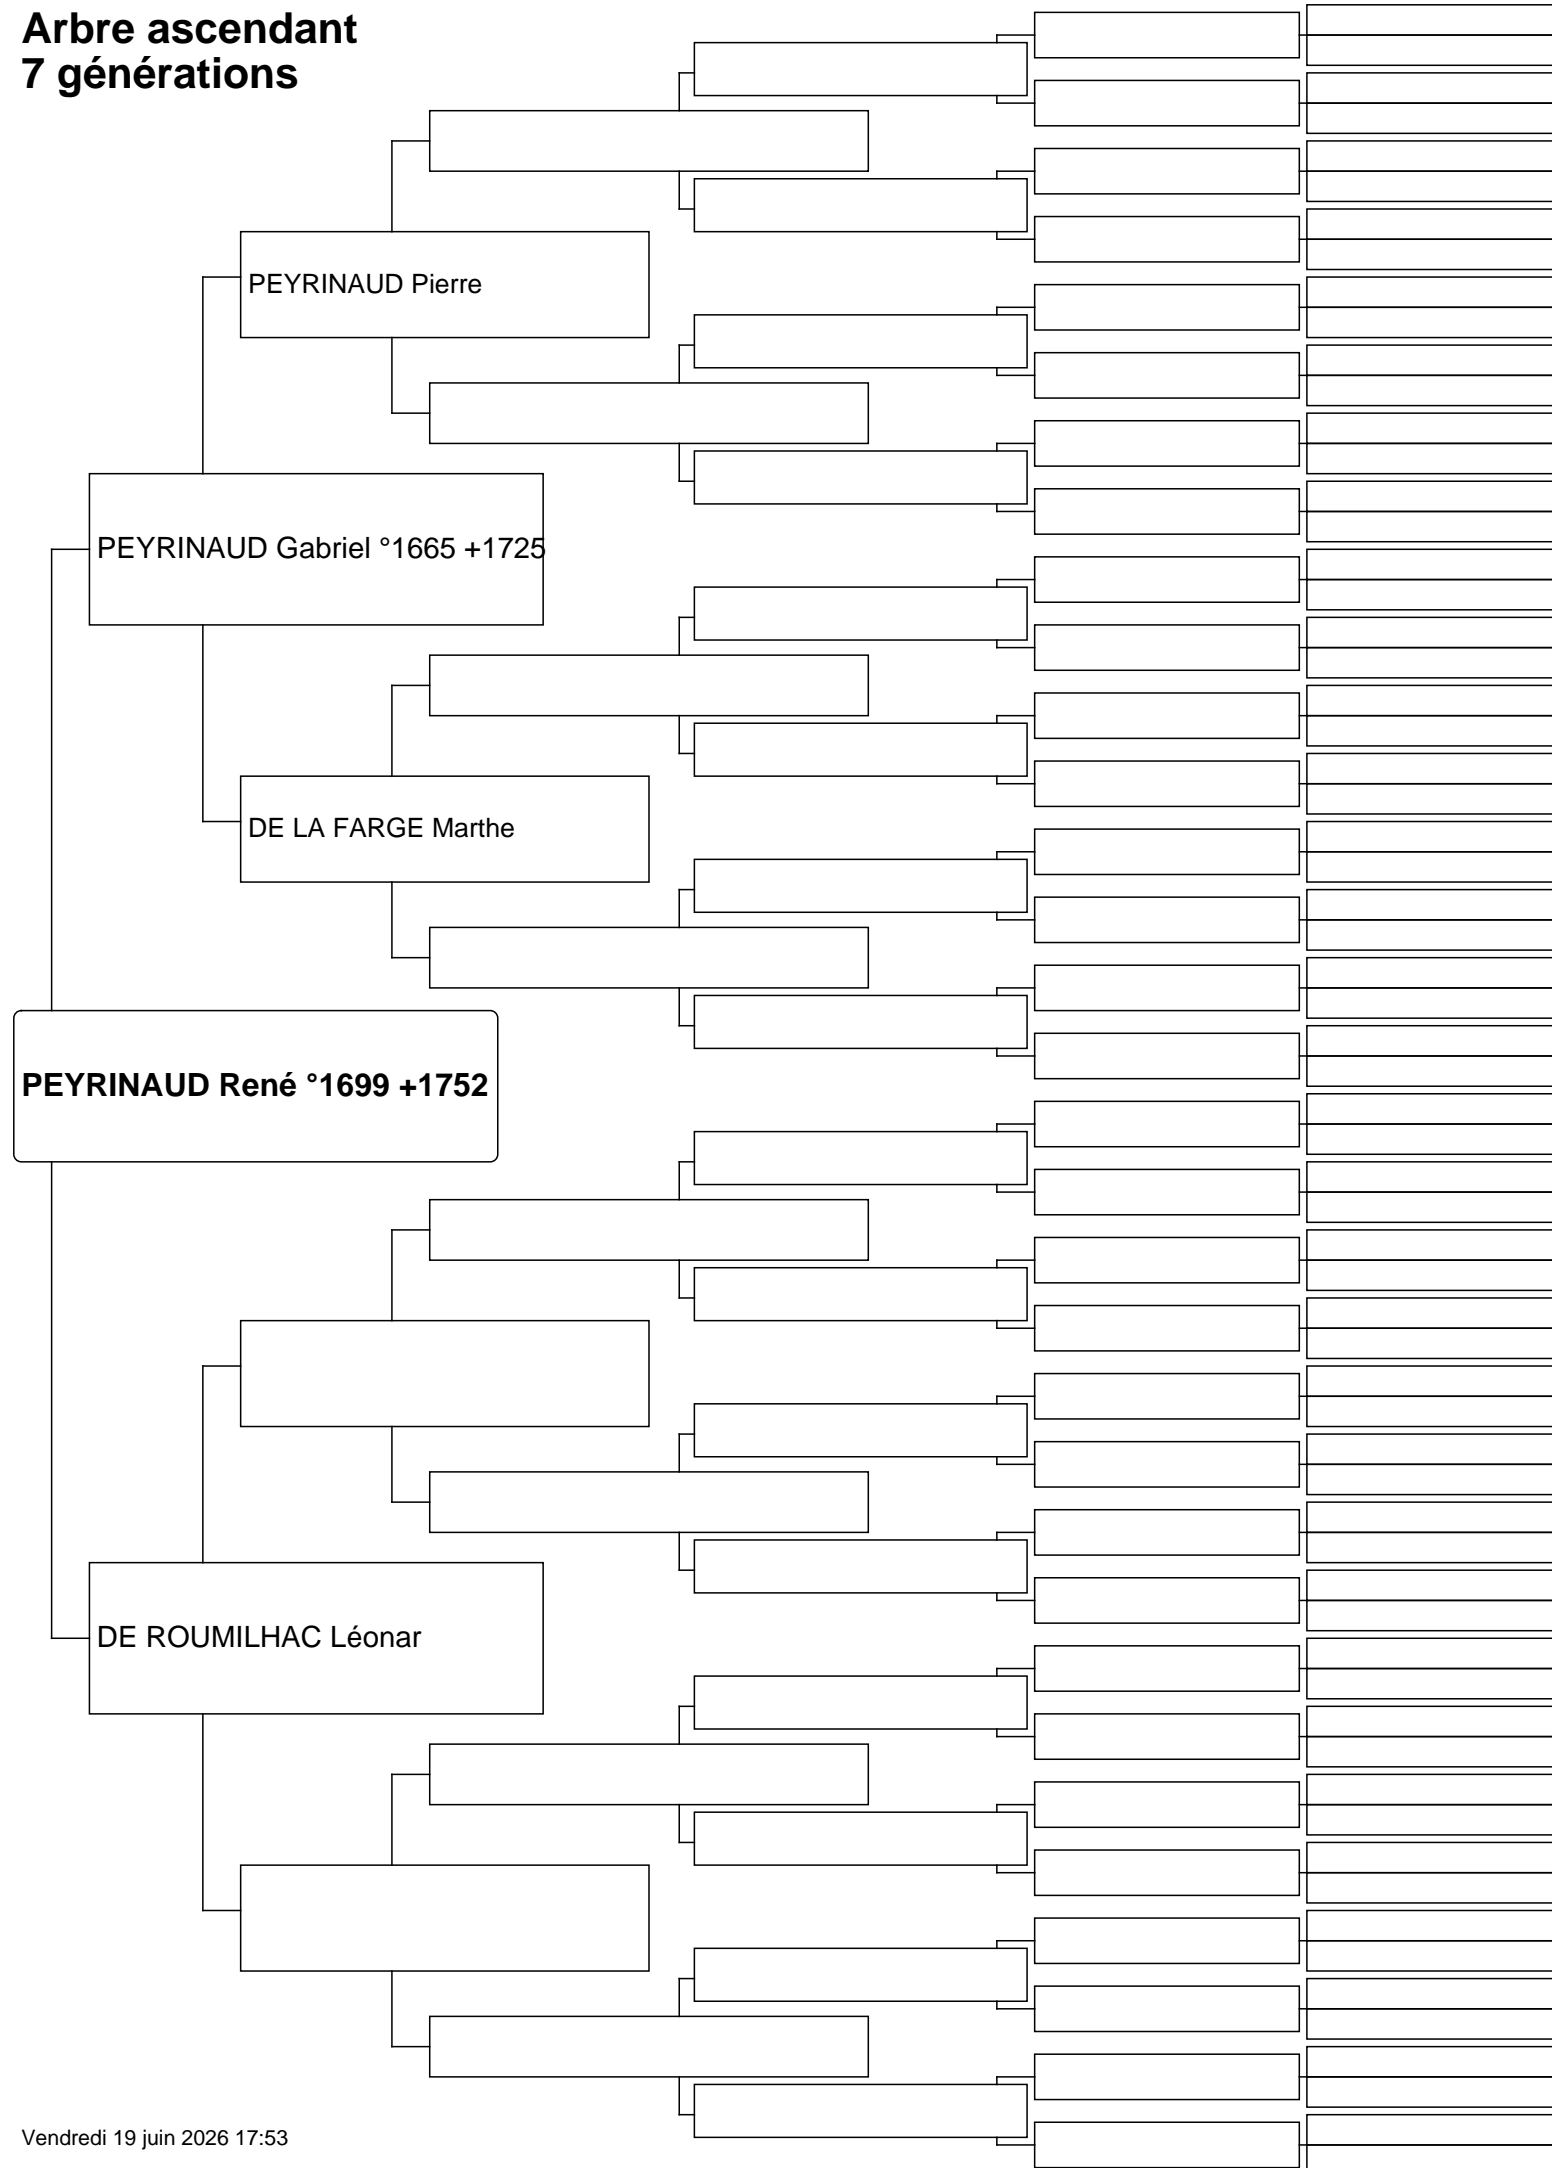 Arbre ascendant
7 générations
PEYRINAUD Pierre
PEYRINAUD Gabriel °1665 +1725
DE LA FARGE Marthe
PEYRINAUD René °1699 +1752
DE ROUMILHAC Léonar
Vendredi 19 juin 2026 17:53